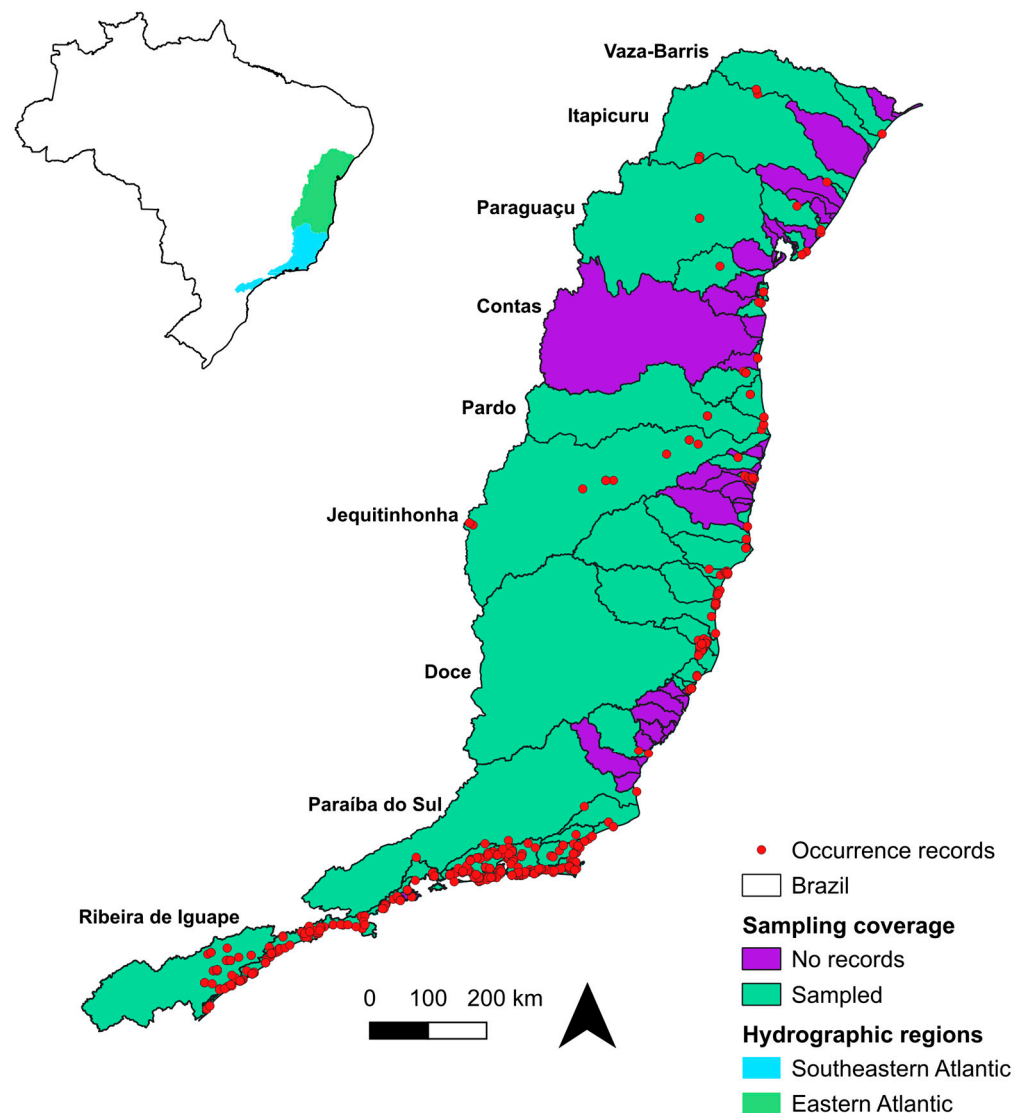 Vaza-Barris
Itapicuru
Paraguaçu
Contas
Pardo
Jequitinhonha
Doce
Paraíba do Sul
Ribeira de Iguape
0 100 200 km
Occurrence records
Brazil
Sampling coverage
No records
Sampled
Hydrographic regions
Southeastern Atlantic
Eastern Atlantic